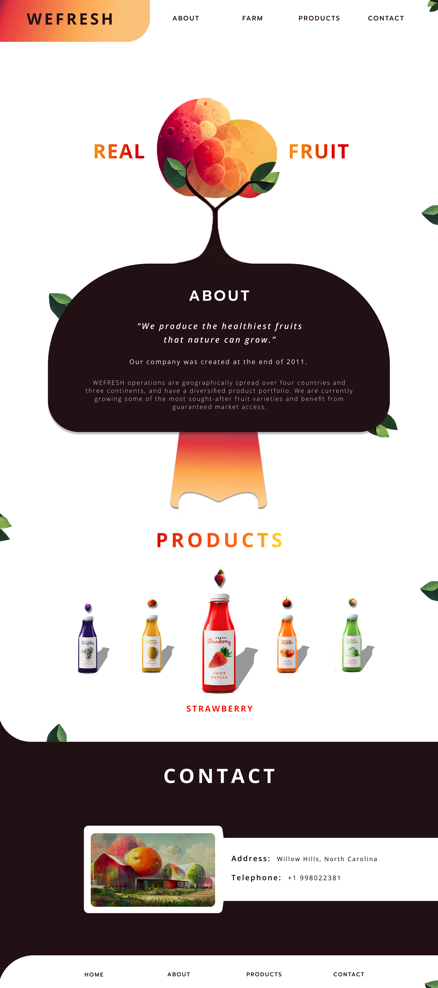 WEFRESH
ABOUT
FARM
PRODUCTS
CONTACT
REAL
FRUIT
ABOUT
“We produce the healthiest fruits
that nature can grow.”
Our company was created at the end of 2011.
WEFRESH operations are geographically spread over four countries and
three continents, and have a diversified product portfolio. We are currently
growing some of the most sought-after fruit varieties and benefit from
guaranteed market access.
PRODUCTS
STRAWBERRY
CONTACT
Address: Willow Hills, North Carolina
Telephone: +1 998022381
HOME
ABOUT
PRODUCTS
CONTACT